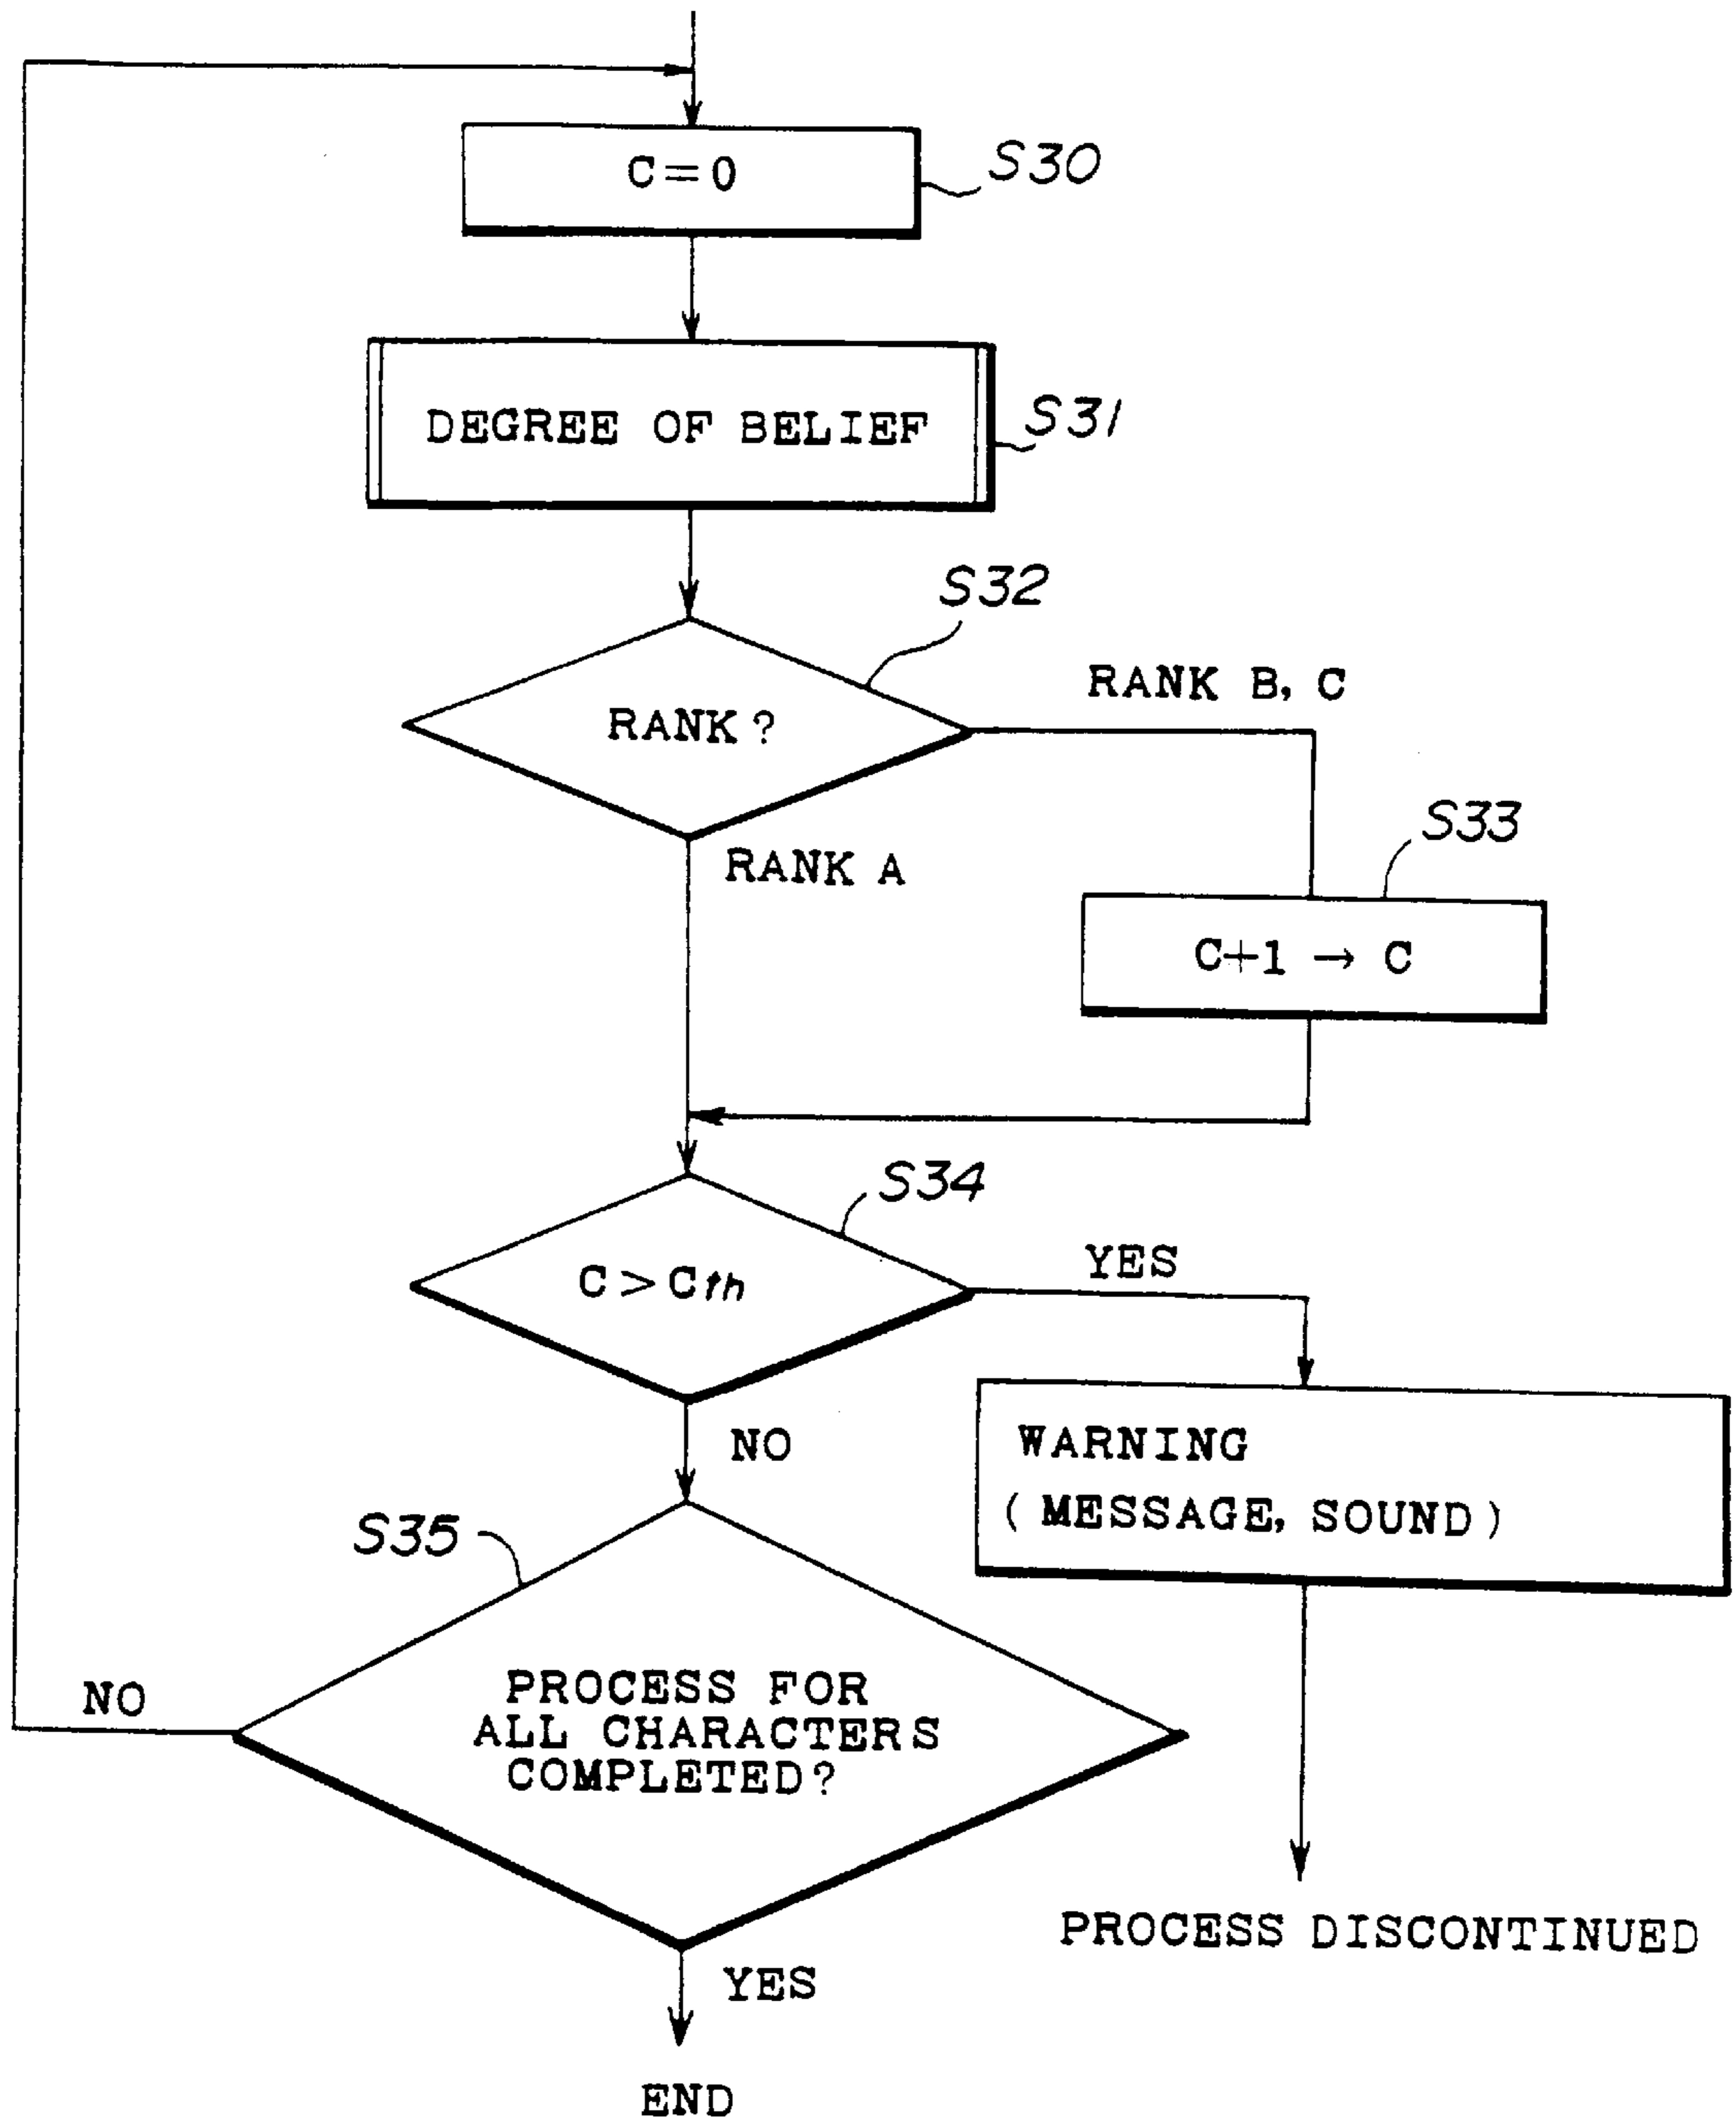 C=0
S30
DEGREE OF BELIEF
S31
S32
RANK?
RANK B, C
RANK A
S33
C+1 → C
S34
C > Cth
YES
NO
WARNING
(MESSAGE, SOUND)
S35
PROCESS FOR
ALL CHARACTERS
COMPLETED?
NO
PROCESS DISCONTINUED
YES
END